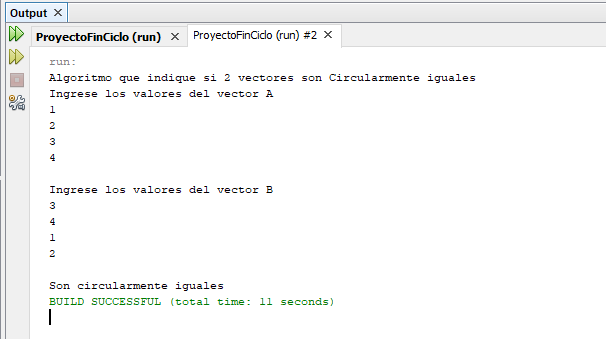 Output ×
ProyectoFinCiclo (run) × ProyectoFinCiclo (run) #2 ×
run:
Algoritmo que indique si 2 vectores son Circularmente iguales
Ingrese los valores del vector A
1
2
3
4
Ingrese los valores del vector B
3
4
1
2
Son circularmente iguales
BUILD SUCCESSFUL (total time: 11 seconds)